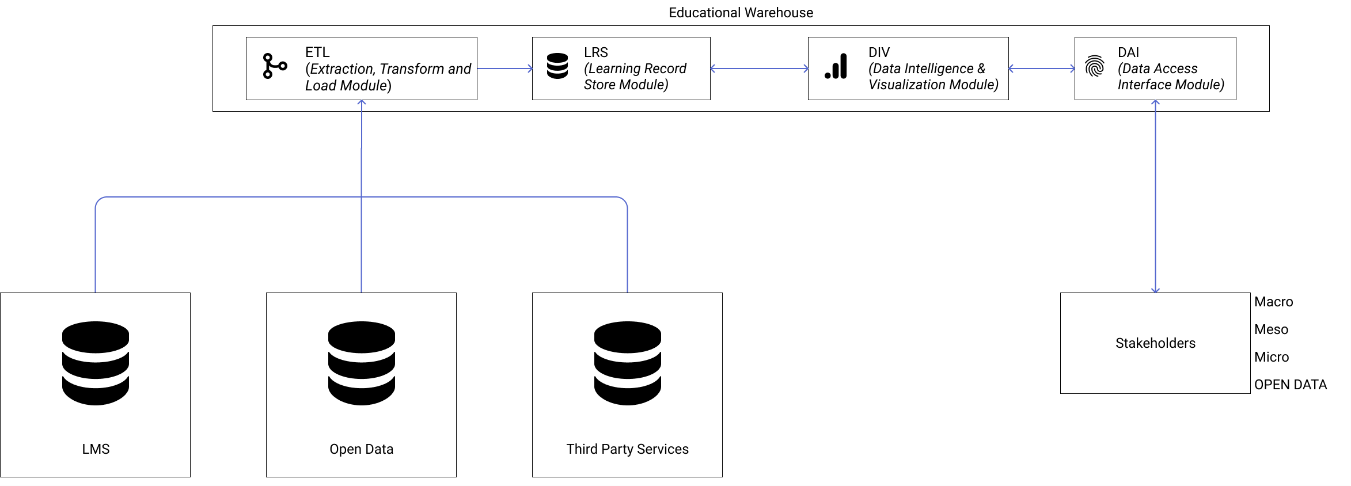 Educational Warehouse
ETL
(Extraction, Transform and
Load Module)
LRS
(Learning Record
Store Module)
DIV
(Data Intelligence &
Visualization Module)
DAI
(Data Access
Interface Module)
LMS
Open Data
Third Party Services
Stakeholders
Macro
Meso
Micro
OPEN DATA